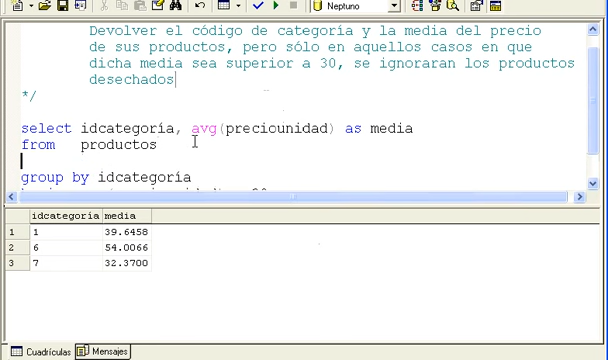 Neptuno
Devolver el código de categoría y la media del precio
de sus productos, pero sólo en aquellos casos en que
dicha media sea superior a 30, se ignoraran los productos
desechados
*/
select idcategoría, avg(preciounidad) as media
from productos
group by idcategoría
idcategoría media
1 1 39.6458
2 6 54.0066
3 7 32.3700
Cuadrículas Mensajes